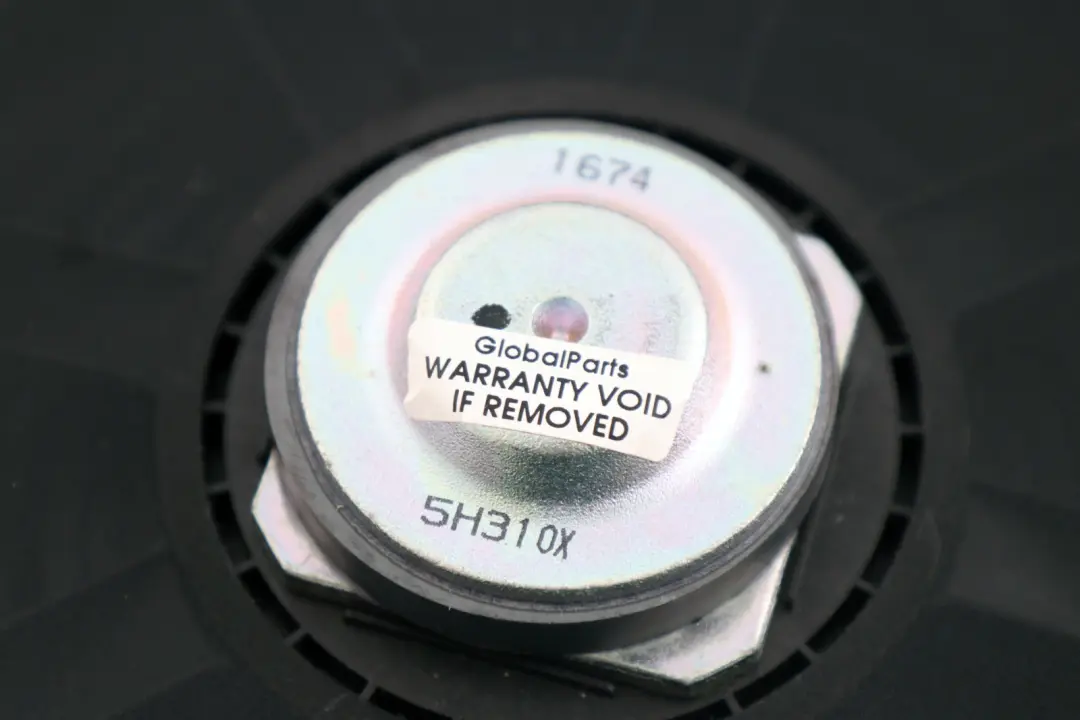 1674
GlobalParts
WARRANTY VOID
IF REMOVED
5H310X